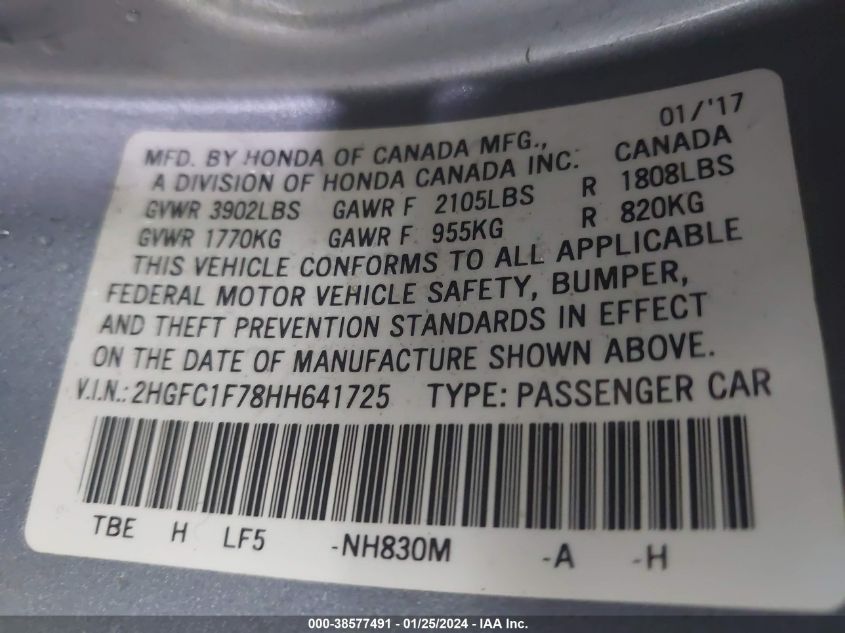 01/'17
MFD. BY HONDA OF CANADA MFG., CANADA
A DIVISION OF HONDA CANADA INC.
GVWR 3902LBS GAWR F 2105LBS R 1808LBS
GVWR 1770KG GAWR F 955KG R 820KG
THIS VEHICLE CONFORMS TO ALL APPLICABLE
FEDERAL MOTOR VEHICLE SAFETY, BUMPER,
AND THEFT PREVENTION STANDARDS IN EFFECT
ON THE DATE OF MANUFACTURE SHOWN ABOVE.
V.I.N.: 2HGFC1F78HH641725 TYPE: PASSENGER CAR
TBE H LF5 -NH830M -A -H
000-38577491 - 01/25/2024 - IAA Inc.